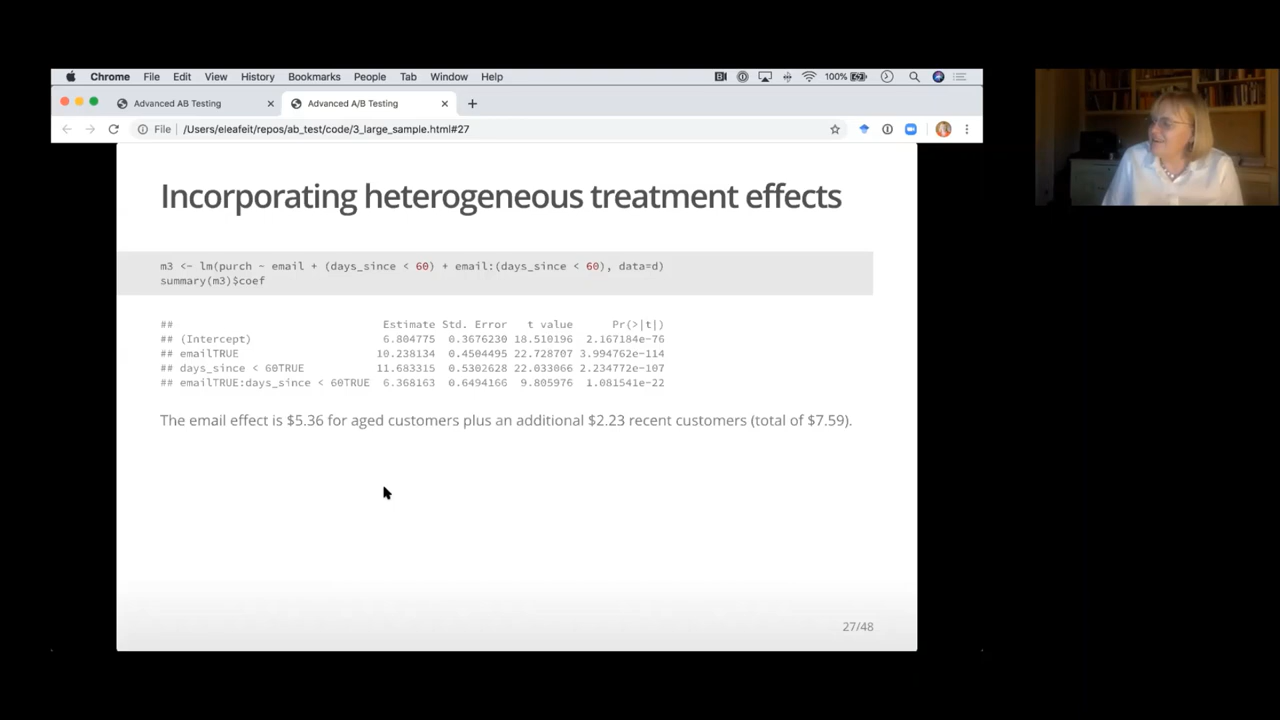 Chrome File Edit View History Bookmarks People Tab Window Help 100%
Advanced AB Testing Advanced A/B Testing
File /Users/eleafeit/repos/ab_test/code/3_large_sample.html#27
Incorporating heterogeneous treatment effects
m3 <- lm(purch ~ email + (days_since < 60) + email:(days_since < 60), data=d)
summary(m3)$coef
## Estimate Std. Error t value Pr(>|t|)
## (Intercept) 6.804775 0.3676230 18.510196 2.167184e-76
## emailTRUE 10.238134 0.4504495 22.728707 3.994762e-114
## days_since < 60TRUE 11.683315 0.5302628 22.033066 2.234772e-107
## emailTRUE:days_since < 60TRUE 6.368163 0.6494166 9.805976 1.081541e-22
The email effect is $5.36 for aged customers plus an additional $2.23 recent customers (total of $7.59).
27/48